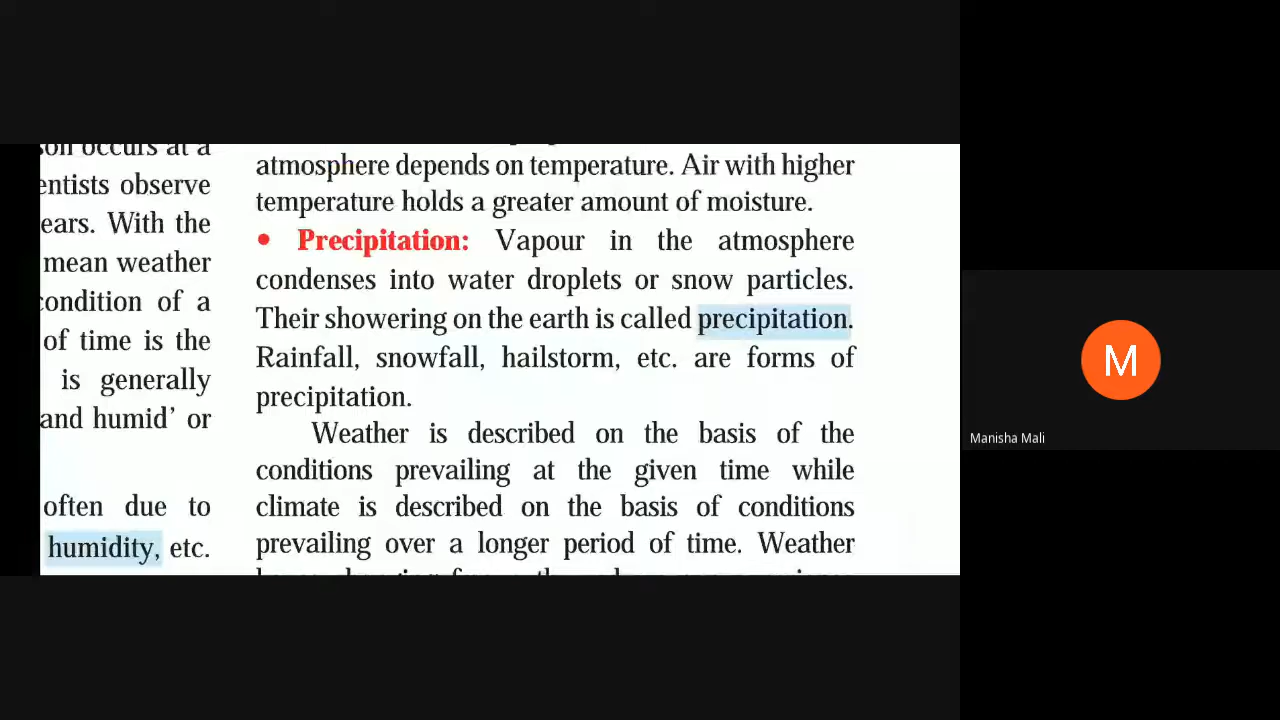 son occurs at a
entists observe
ears. With the
mean weather
condition of a
of time is the
is generally
and humid’ or
often due to
humidity, etc.
atmosphere depends on temperature. Air with higher
temperature holds a greater amount of moisture.
• Precipitation: Vapour in the atmosphere
condenses into water droplets or snow particles.
Their showering on the earth is called precipitation.
Rainfall, snowfall, hailstorm, etc. are forms of
precipitation.
Weather is described on the basis of the
conditions prevailing at the given time while
climate is described on the basis of conditions
prevailing over a longer period of time. Weather
M
Manisha Mali